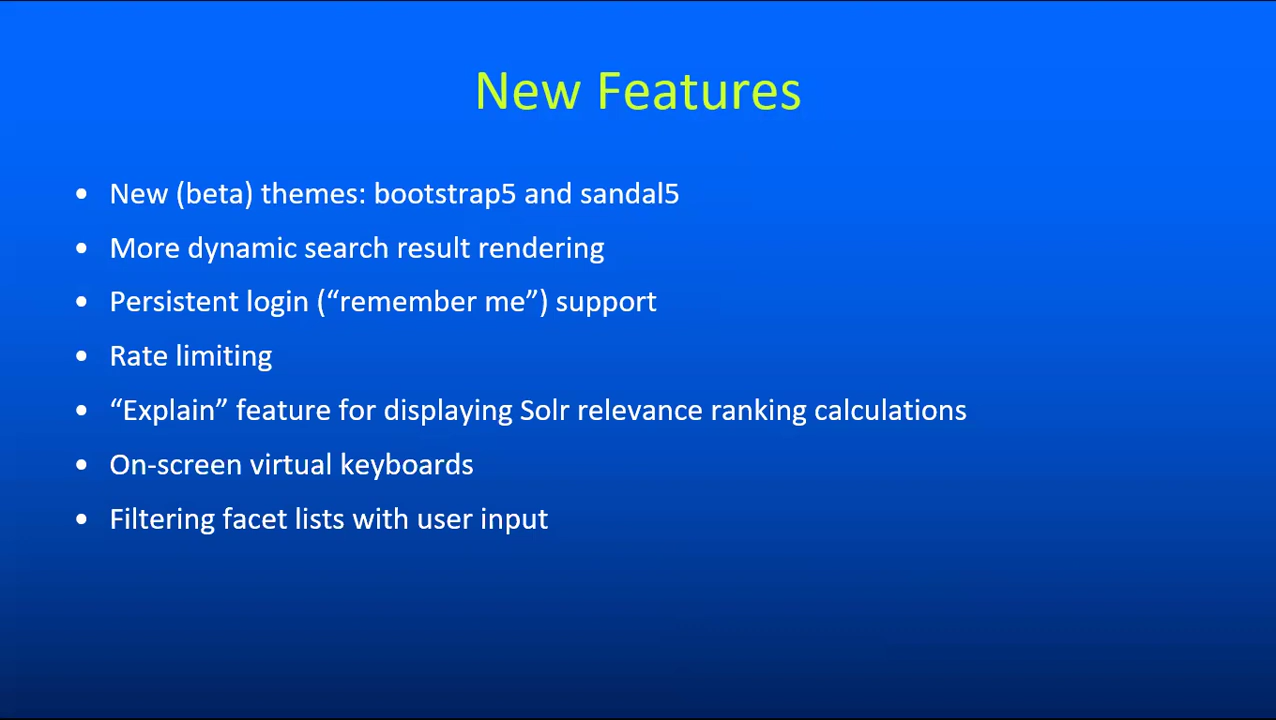 New Features
• New (beta) themes: bootstrap5 and sandal5
• More dynamic search result rendering
• Persistent login (“remember me”) support
• Rate limiting
• “Explain” feature for displaying Solr relevance ranking calculations
• On-screen virtual keyboards
• Filtering facet lists with user input